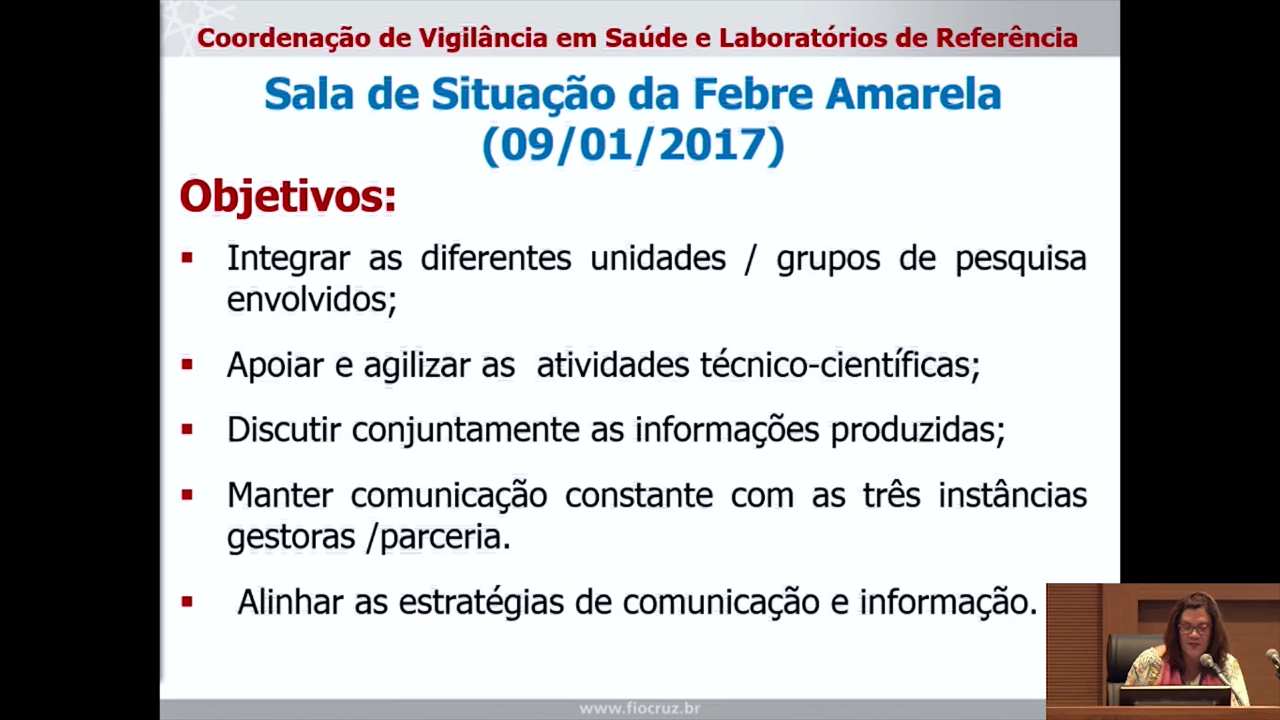 Coordenação de Vigilância em Saúde e Laboratórios de Referência
Sala de Situação da Febre Amarela
(09/01/2017)
Objetivos:
▪ Integrar as diferentes unidades / grupos de pesquisa
envolvidos;
▪ Apoiar e agilizar as atividades técnico-científicas;
▪ Discutir conjuntamente as informações produzidas;
▪ Manter comunicação constante com as três instâncias
gestoras /parceria.
▪ Alinhar as estratégias de comunicação e informação.
www.fiocruz.br